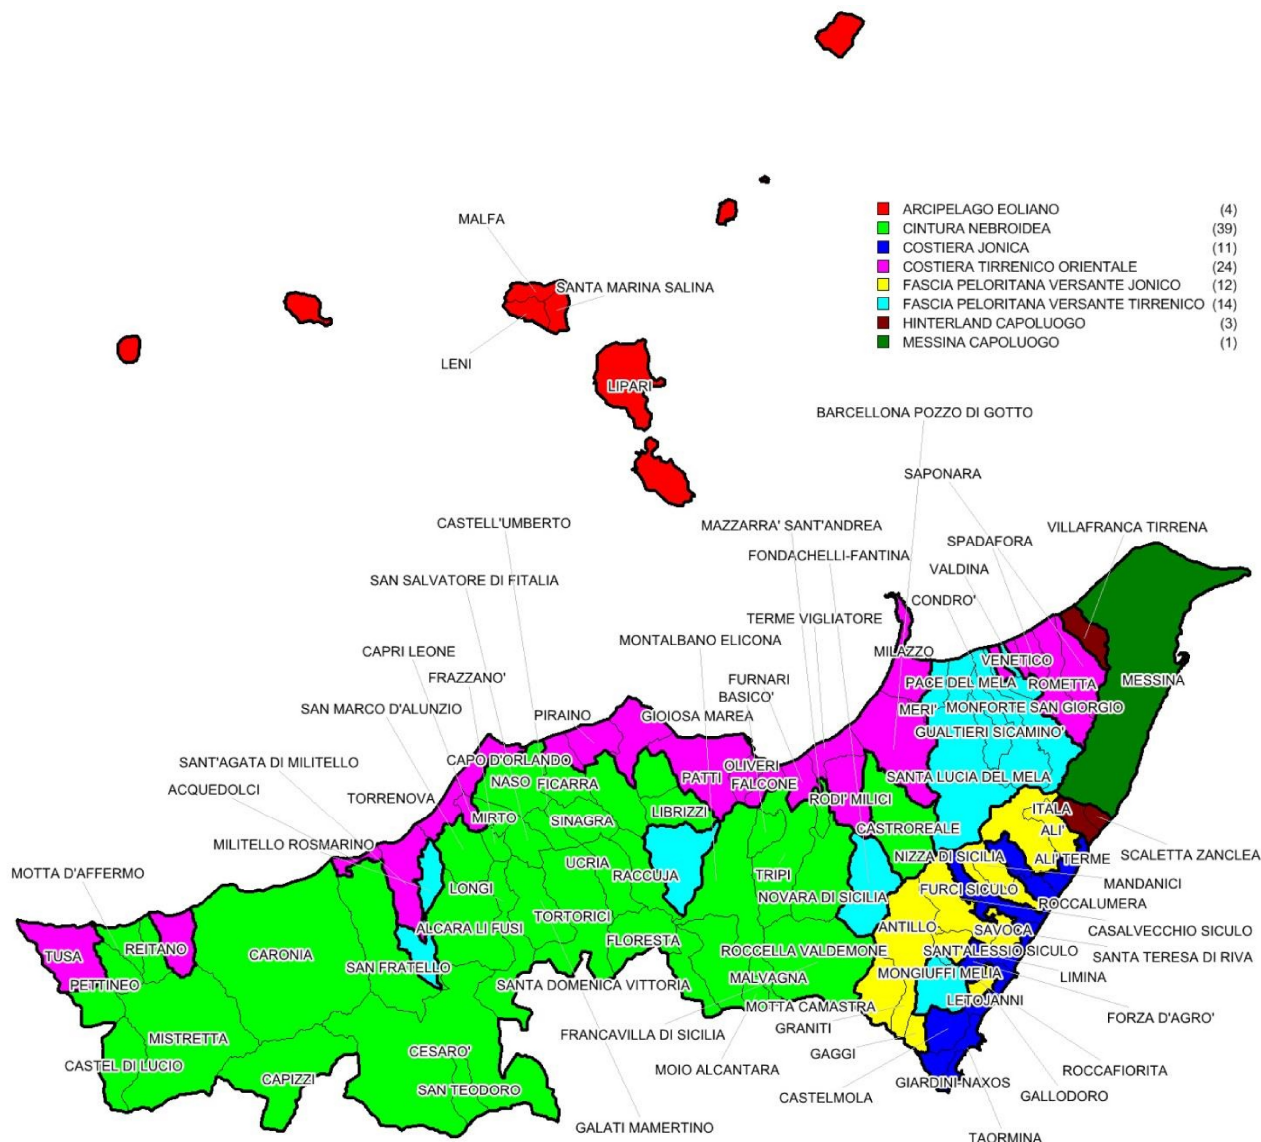 MALFA
SANTA MARINA SALINA
LENI
LIPARI
ARCIPELAGO EOLIANO (4)
CINTURA NEBROIDEA (39)
COSTIERA JONICA (11)
COSTIERA TIRRENICO ORIENTALE (24)
FASCIA PELORITANA VERSANTE JONICO (12)
FASCIA PELORITANA VERSANTE TIRRENICO (14)
HINTERLAND CAPOLUOGO (3)
MESSINA CAPOLUOGO (1)
BARCELLONA POZZO DI GOTTO
SAPONARA
CASTELL'UMBERTO
MAZZARRA' SANT'ANDREA
VILLAFRANCA TIRRENA
SPADAFORA
FONDACHELLI-FANTINA
VALDINA
SAN SALVATORE DI FITALIA
CONDRO'
TERME VIGLIATORE
MONTALBANO ELICONA
CAPRI LEONE
MILAZZO
VENETICO
FRAZZANO'
FURNARI
PACE DEL MELA
ROMETTA
MESSINA
BASICO'
SAN MARCO D'ALUNZIO
PIRAINO
GIOIOSA MAREA
MERI'
MONFORTE SAN GIORGIO
GUALTIERI SICAMINO'
SANT'AGATA DI MILITELLO
CAPO D'ORLANDO
OLIVERI
PATTI
FALCONE
SANTA LUCIA DEL MELA
ACQUEDOLCI
NASO
FICARRA
TORRENOVA
RODI' MILICI
LIBRIZZI
ITALA
MIRTO
SINAGRA
CASTROREALE
ALI'
MILITELLO ROSMARINO
NIZZA DI SICILIA
ALI' TERME
SCALETTA ZANCLEA
MOTTA D'AFFERMO
UCRIA
RACCUJA
TRIPI
LONGI
NOVARA DI SICILIA
FURCI SICULO
MANDANICI
ROCCALUMERA
TORTORICI
ALCARA LI FUSI
ANTILLO
SAVOCA
CASALVECCHIO SICULO
REITANO
CARONIA
FLORESTA
ROCCELLA VALDEMONE
SANT'ALESSIO SICULO
SANTA TERESA DI RIVA
TUSA
SAN FRATELLO
MALVAGNA
MONGIUFFI MELIA
LIMINA
PETTINEO
SANTA DOMENICA VITTORIA
MOTTA CAMASTRA
LETOJANNI
FORZA D'AGRO'
FRANCAVILLA DI SICILIA
GRANITI
MISTRETTA
CESARO'
GAGGI
CASTEL DI LUCIO
MOIO ALCANTARA
ROCCAFIORITA
CAPIZZI
SAN TEODORO
GIARDINI-NAXOS
CASTELMOLA
GALLODORO
GALATI MAMERTINO
TAORMINA